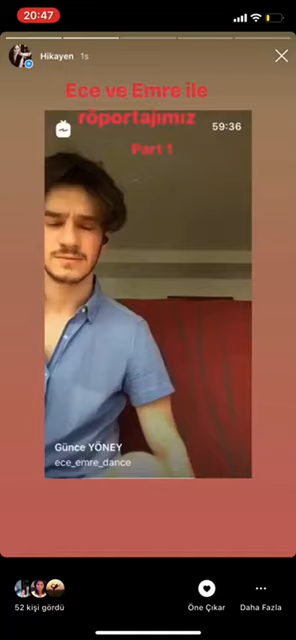 20:47
Hikayen 1s
Ece ve Emre ile
röportajımız
59:36
Part 1
Günce YÖNEY
ece_emre_dance
52 kişi gördü
Öne Çıkar
Daha Fazla